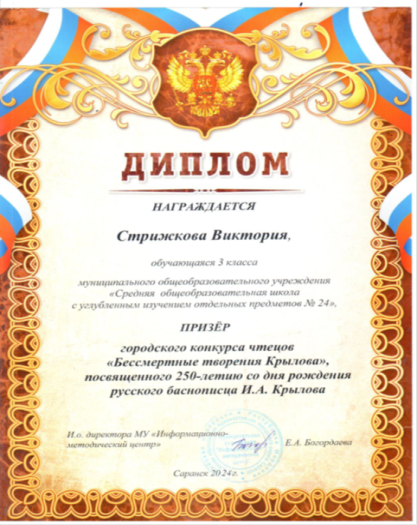 ДИПЛОМ
НАГРАЖДАЕТСЯ
Стрижкова Виктория,
обучающаяся 3 класса
муниципального общеобразовательного учреждения
«Средняя общеобразовательная школа
с углубленным изучением отдельных предметов № 24»,
ПРИЗЁР
городского конкурса чтецов
«Бессмертные творения Крылова»,
посвященного 250-летию со дня рождения
русского баснописца И.А. Крылова
И.о. директора МУ «Информационно-
методический центр»
Е.А. Богордаева
Саранск 2024г.